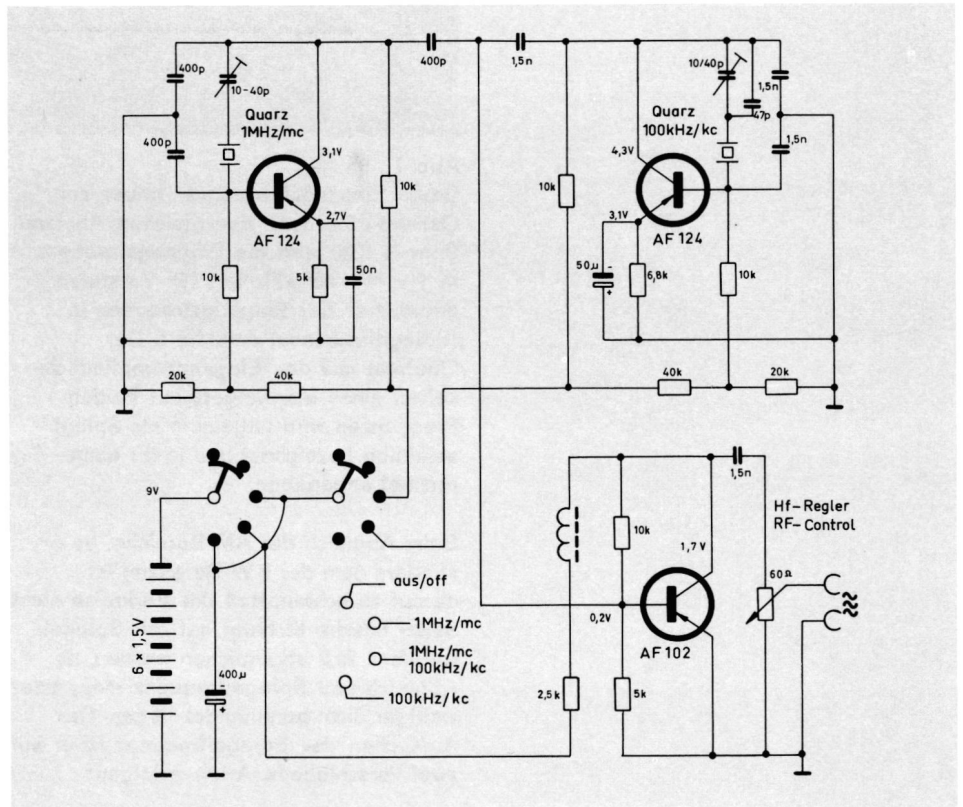 400p
400p
10-40p
Quarz
1MHz/mc
400p
3,1V
2,7V
AF 124
10k
10k
5k
50n
20k
40k
1,5n
10/40p
1,5n
47p
1,5n
Quarz
100kHz/kc
4,3V
3,1V
AF 124
10k
50µ
-
+
6,8k
10k
40k
20k
9V
6 x 1,5V
400µ
+
aus/off
1MHz/mc
1MHz/mc
100kHz/kc
100kHz/kc
1,5n
10k
1,7V
0,2V
AF 102
2,5k
5k
Hf-Regler
RF-Control
60Ω